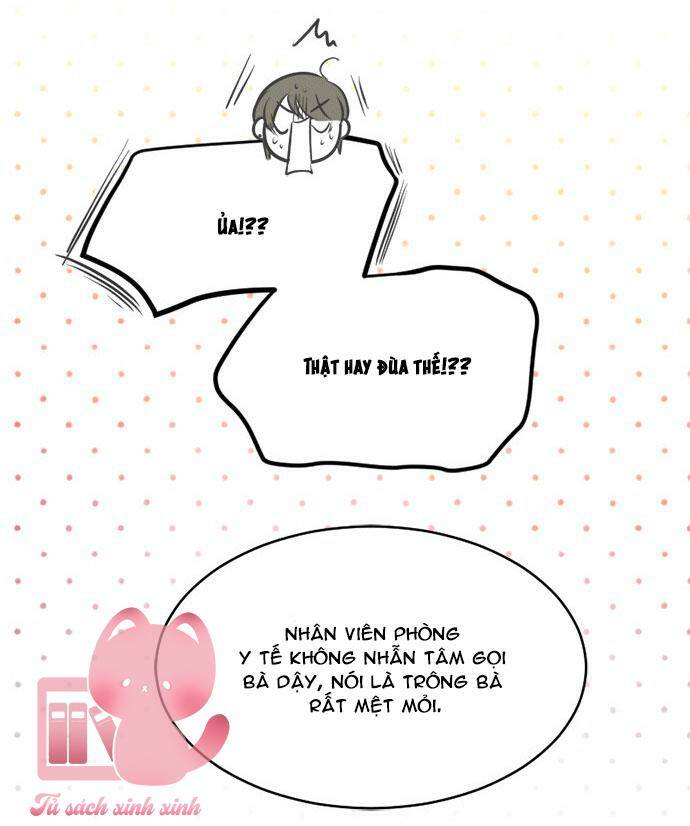 ỦA!??
THẬT HAY ĐÙA THẾ!??
NHÂN VIÊN PHÒNG
Y TẾ KHÔNG NHẪN TÂM GỌI
BÀ DẬY, NÓI LÀ TRÔNG BÀ
RẤT MỆT MỎI.
Tủ sách xinh xinh